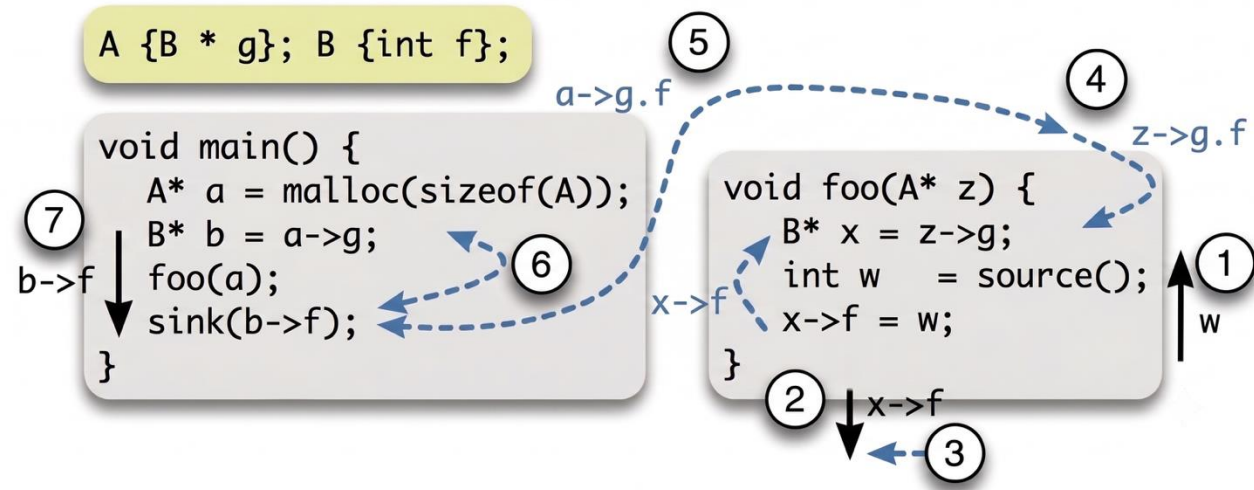 A {B * g}; B {int f};
5
4
a->g.f
z->g.f
void main() {
A* a = malloc(sizeof(A));
B* b = a->g;
foo(a);
sink(b->f);
}
7
b->f
6
void foo(A* z) {
B* x = z->g;
int w = source();
x->f = w;
}
x->f
1
w
2
x->f
3